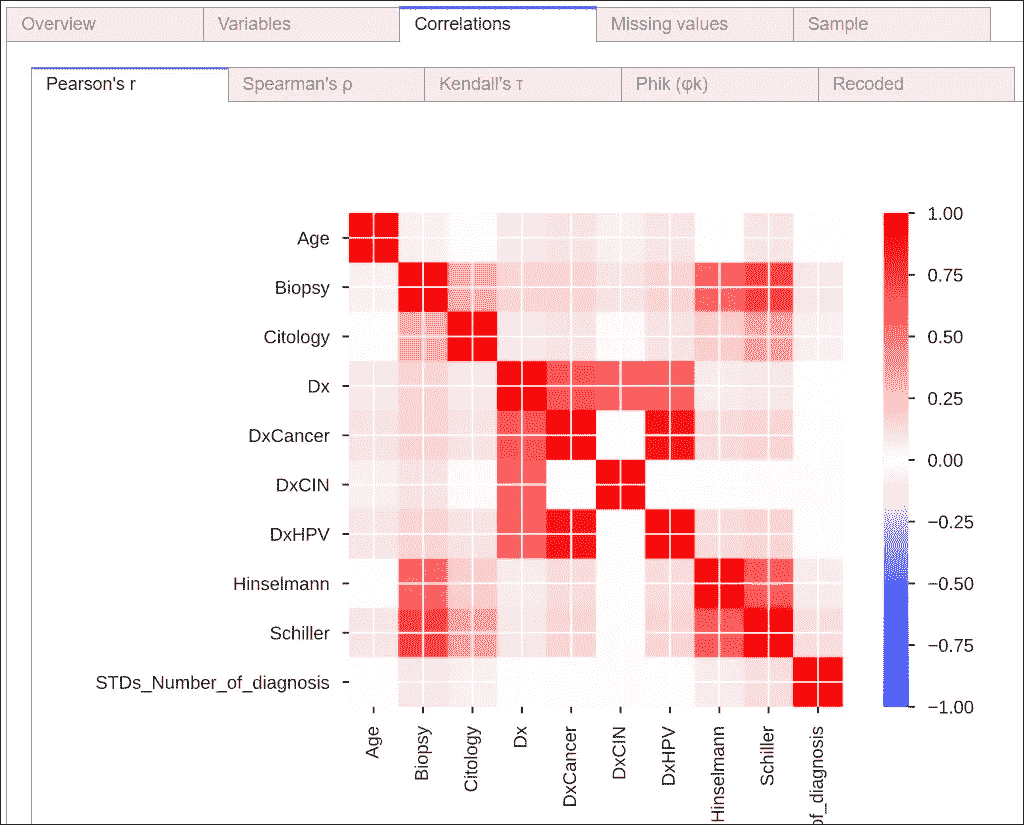 Overview Variables Correlations Missing values Sample
Pearson's r Spearman's ρ Kendall's τ Phik (φk) Recoded
Age
Biopsy
Citology
Dx
DxCancer
DxCIN
DxHPV
Hinselmann
Schiller
STDs_Number_of_diagnosis
1.00
0.75
0.50
0.25
0.00
−0.25
−0.50
−0.75
−1.00
Age
Biopsy
Citology
Dx
DxCancer
DxCIN
DxHPV
Hinselmann
Schiller
of_diagnosis